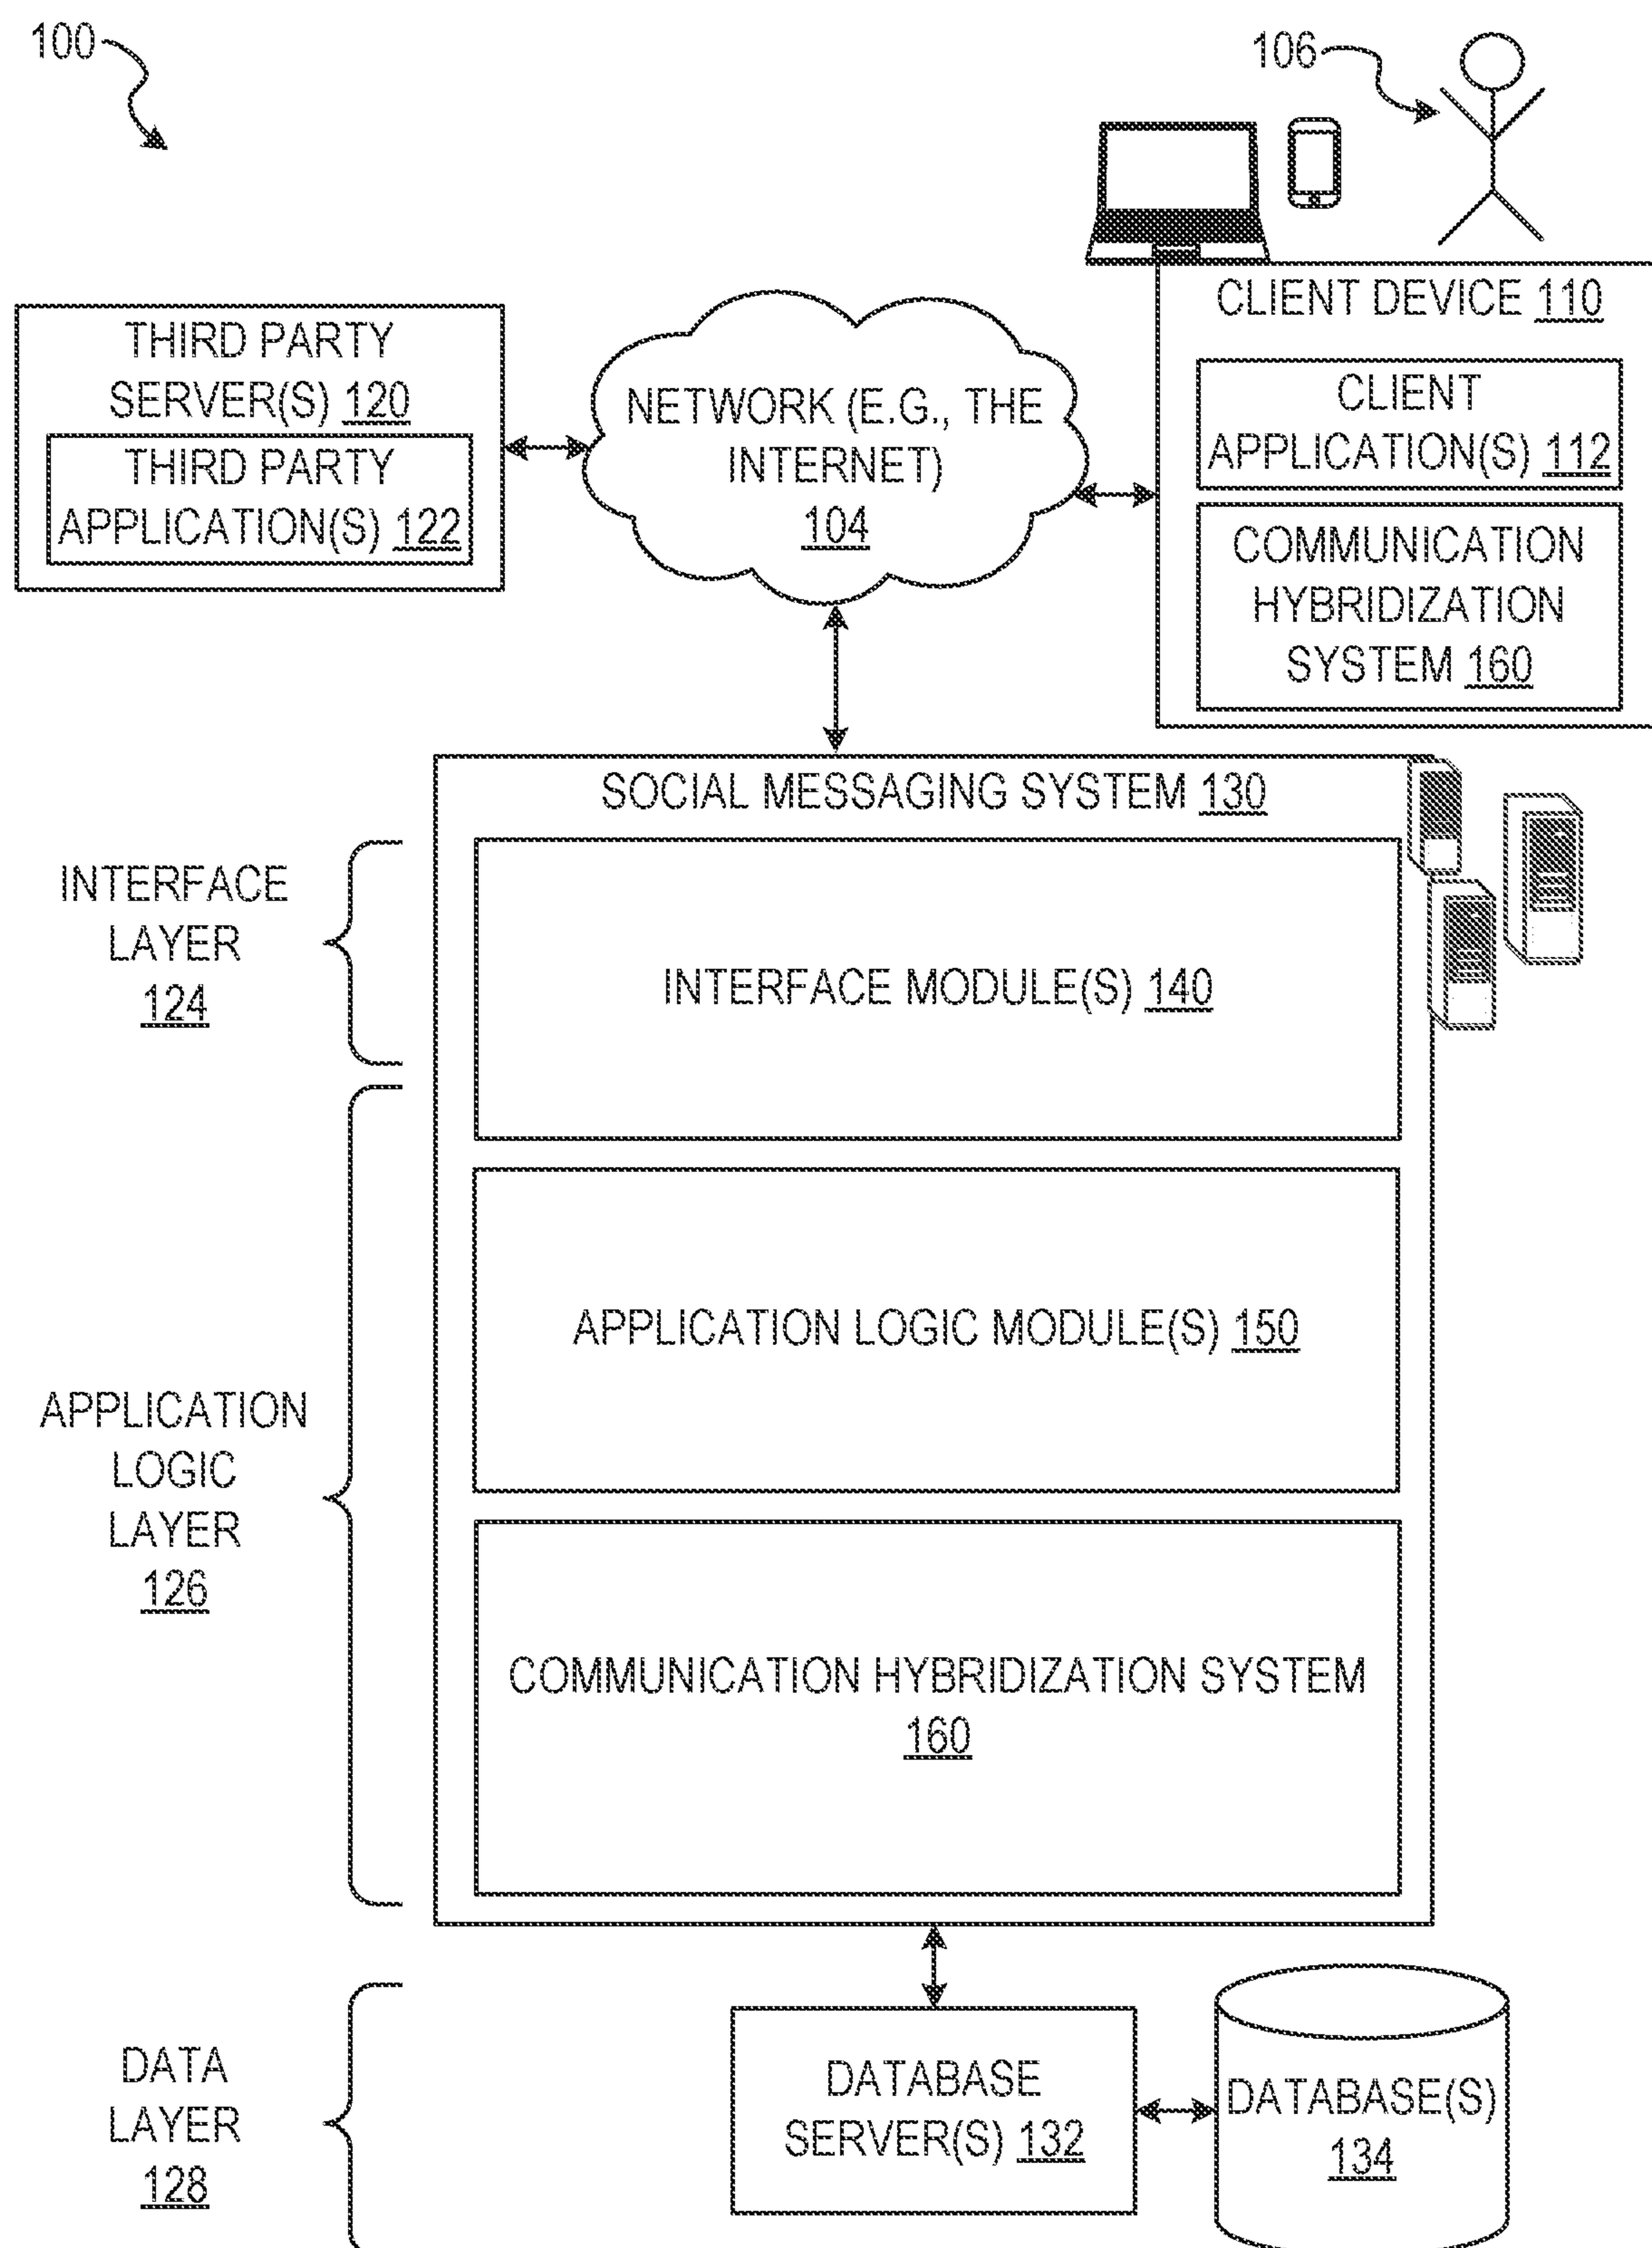 100
106
CLIENT DEVICE 110
CLIENT
APPLICATION(S) 112
COMMUNICATION
HYBRIDIZATION
SYSTEM 160
THIRD PARTY
SERVER(S) 120
THIRD PARTY
APPLICATION(S) 122
NETWORK (E.G., THE
INTERNET)
104
SOCIAL MESSAGING SYSTEM 130
INTERFACE
LAYER
124
INTERFACE MODULE(S) 140
APPLICATION LOGIC MODULE(S) 150
APPLICATION
LOGIC
LAYER
126
COMMUNICATION HYBRIDIZATION SYSTEM
160
DATA
LAYER
128
DATABASE
SERVER(S) 132
DATABASE(S)
134